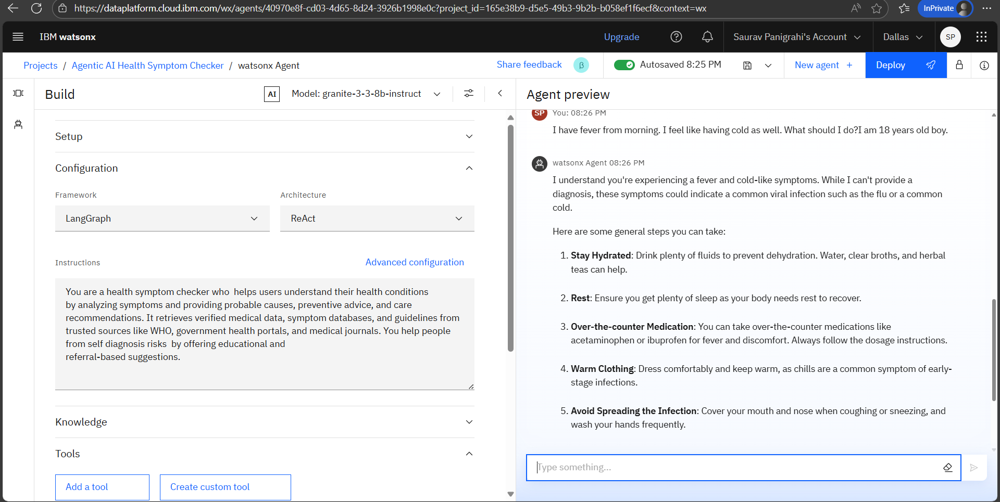 https://dataplatform.cloud.ibm.com/wx/agents/40970e8f-cd03-4d65-8d24-3926b1998e0c?project_id=165e38b9-d5e5-49b3-9b2b-b058ef1f6ecf&context=wx
InPrivate
IBM watsonx
Upgrade
Saurav Panigrahi's Account
Dallas
SP
Projects / Agentic AI Health Symptom Checker / watsonx Agent
Share feedback
β
Autosaved 8:25 PM
New agent +
Deploy
Build
AI
Model: granite-3-3-8b-instruct
Setup
Configuration
Framework
Architecture
LangGraph
ReAct
Instructions
Advanced configuration
You are a health symptom checker who  helps users understand their health conditions
by analyzing symptoms and providing probable causes, preventive advice, and care
recommendations. It retrieves verified medical data, symptom databases, and guidelines from
trusted sources like WHO, government health portals, and medical journals. You help people
from self diagnosis risks  by offering educational and
referral-based suggestions.
Knowledge
Tools
Add a tool
Create custom tool
Agent preview
SP
You: 08:26 PM
I have fever from morning. I feel like having cold as well. What should I do?I am 18 years old boy.
watsonx Agent 08:26 PM
I understand you're experiencing a fever and cold-like symptoms. While I can't provide a
diagnosis, these symptoms could indicate a common viral infection such as the flu or a common
cold.
Here are some general steps you can take:
1. Stay Hydrated: Drink plenty of fluids to prevent dehydration. Water, clear broths, and herbal
teas can help.
2. Rest: Ensure you get plenty of sleep as your body needs rest to recover.
3. Over-the-counter Medication: You can take over-the-counter medications like
acetaminophen or ibuprofen for fever and discomfort. Always follow the dosage instructions.
4. Warm Clothing: Dress comfortably and keep warm, as chills are a common symptom of early-
stage infections.
5. Avoid Spreading the Infection: Cover your mouth and nose when coughing or sneezing, and
wash your hands frequently.
Type something...